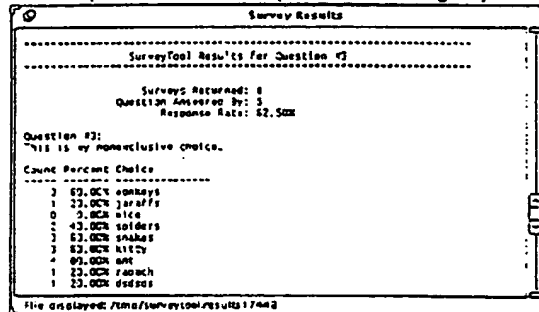 Survey Results
SurveyTool Results for Question #3
Surveys Returned: 8
Question Answered By: 5
Response Rate: 62.50%
Question #3:
This is my nonexclusive choice.
Count Percent Choice
3 60.00% monkeys
1 20.00% jaraffs
0 0.00% mice
2 40.00% spiders
3 60.00% snakes
3 60.00% kitty
4 80.00% ant
1 20.00%
1 20.00% dsdsds
File displayed: /tmp/surveytool.results17442